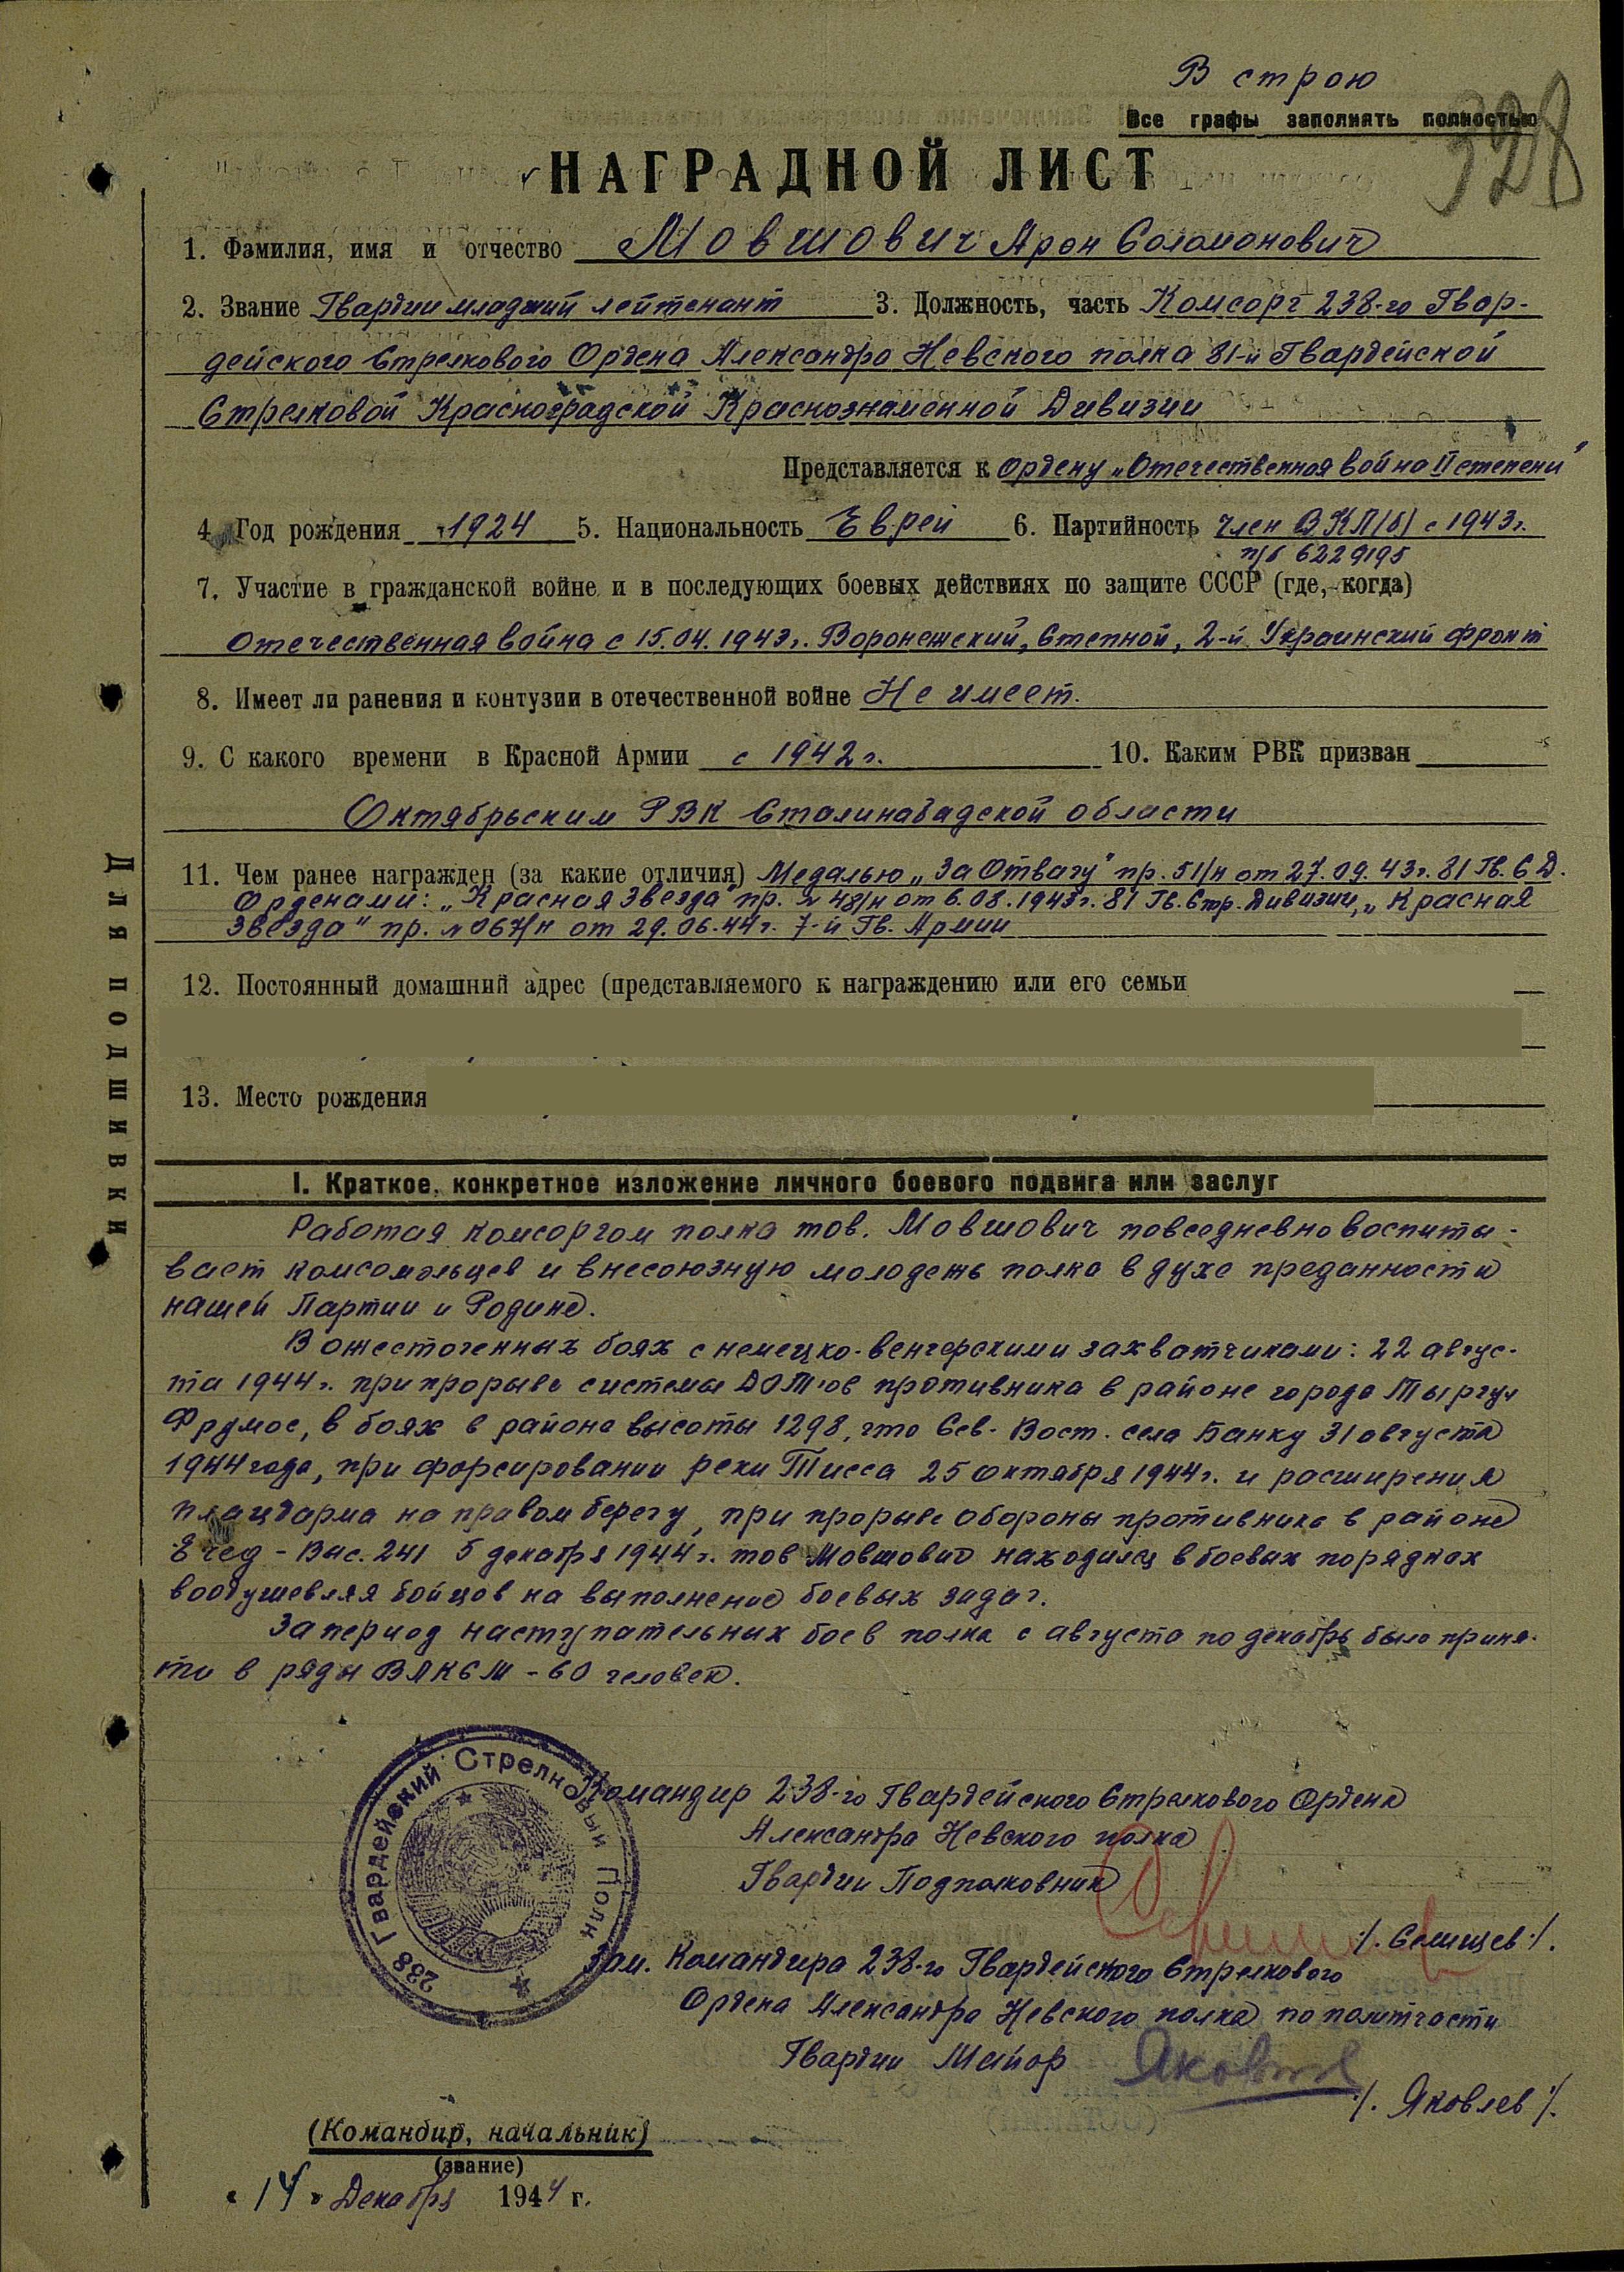 В строю
Все графы заполнять полностью
328
НАГРАДНОЙ ЛИСТ
1. Фамилия, имя и отчество Мовшович Арон Соломонович
2. Звание Гвардии младший лейтенант 3. Должность, часть Комсорг 238-го Гвар-
дейского Стрелкового Ордена Александра Невского полка 81-й Гвардейской
Стрелковой Красноградской Краснознаменной Дивизии
Представляется к ордену „Отечественная война II степени"
4. Год рождения 1924 5. Национальность Еврей 6. Партийность член ВКП(б) с 1943г.
п/б 6229195
7. Участие в гражданской войне и в последующих боевых действиях по защите СССР (где, когда)
Отечественная война с 15.04.1943г. Воронежский, Степной, 2-й Украинский фронт
8. Имеет ли ранения и контузии в отечественной войне Не имеет.
9. С какого времени в Красной Армии с 1942 г. 10. Каким РВК призван
Октябрьским РВК Сталинабадской области
11. Чем ранее награжден (за какие отличия) Медалью „За Отвагу" пр. 51/н от 27.09.43г. 81 Гв.СД.
Орденами: „Красная Звезда" пр. № 48/н от 6.08.1943г. 81 Гв.Стр.Дивизии, „Красная
Звезда" пр. № 067/н от 29.06.44г. 7-й Гв. Армии
12. Постоянный домашний адрес (представляемого к награждению или его семьи
13. Место рождения
Для подшивки
I. Краткое, конкретное изложение личного боевого подвига или заслуг
Работая комсоргом полка тов. Мовшович повседневно воспиты-
вает комсомольцев и внесоюзную молодежь полка в духе преданности
нашей Партии и Родине.
В ожесточенных боях с немецко-венгерскими захватчиками: 22 авгус-
та 1944г. при прорыве системы ДОТ'ов противника в районе города Тыргул
Фрумос, в боях в районе высоты 1298, что Сев. Вост. села Банку 31 августа
1944 года, при форсировании реки Тисса 25 октября 1944г. и расширения
плацдарма на правом берегу, при прорыве обороны противника в районе
Эчед - Выс. 241 5 декабря 1944г. тов Мовшович находился в боевых порядках
воодушевляя бойцов на выполнение боевых задач.
За период наступательных боев полка с августа по декабрь было приня-
то в ряды ВЛКСМ - 60 человек.
238 Гвардейский Стрелковый Полк
Командир 238-го Гвардейского Стрелкового Ордена
Александра Невского полка
Гвардии Подполковник
/. Селищев ./.
Зам. Командира 238-го Гвардейского Стрелкового
Ордена Александра Невского полка по политчасти
Гвардии Майор Яковлев
/. Яковлев ./.
(Командир, начальник)
(звание)
„14" Декабря 1944 г.